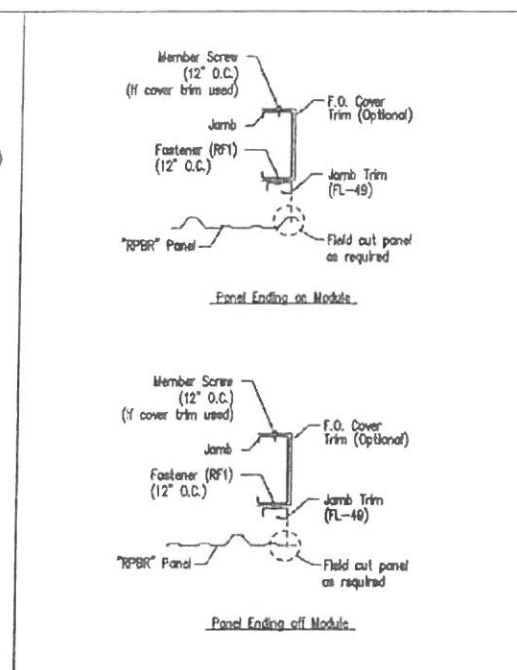 Member Screw
(12" O.C.)
(If cover trim used)
F.O. Cover
Trim (Optional)
Jamb
Fastener (RF1)
(12" O.C.)
Jamb Trim
(FL-49)
"RPBR" Panel
Field cut panel
as required
Panel Ending on Module
Member Screw
(12" O.C.)
(If cover trim used)
F.O. Cover
Trim (Optional)
Jamb
Fastener (RF1)
(12" O.C.)
Jamb Trim
(FL-49)
"RPBR" Panel
Field cut panel
as required
Panel Ending off Module